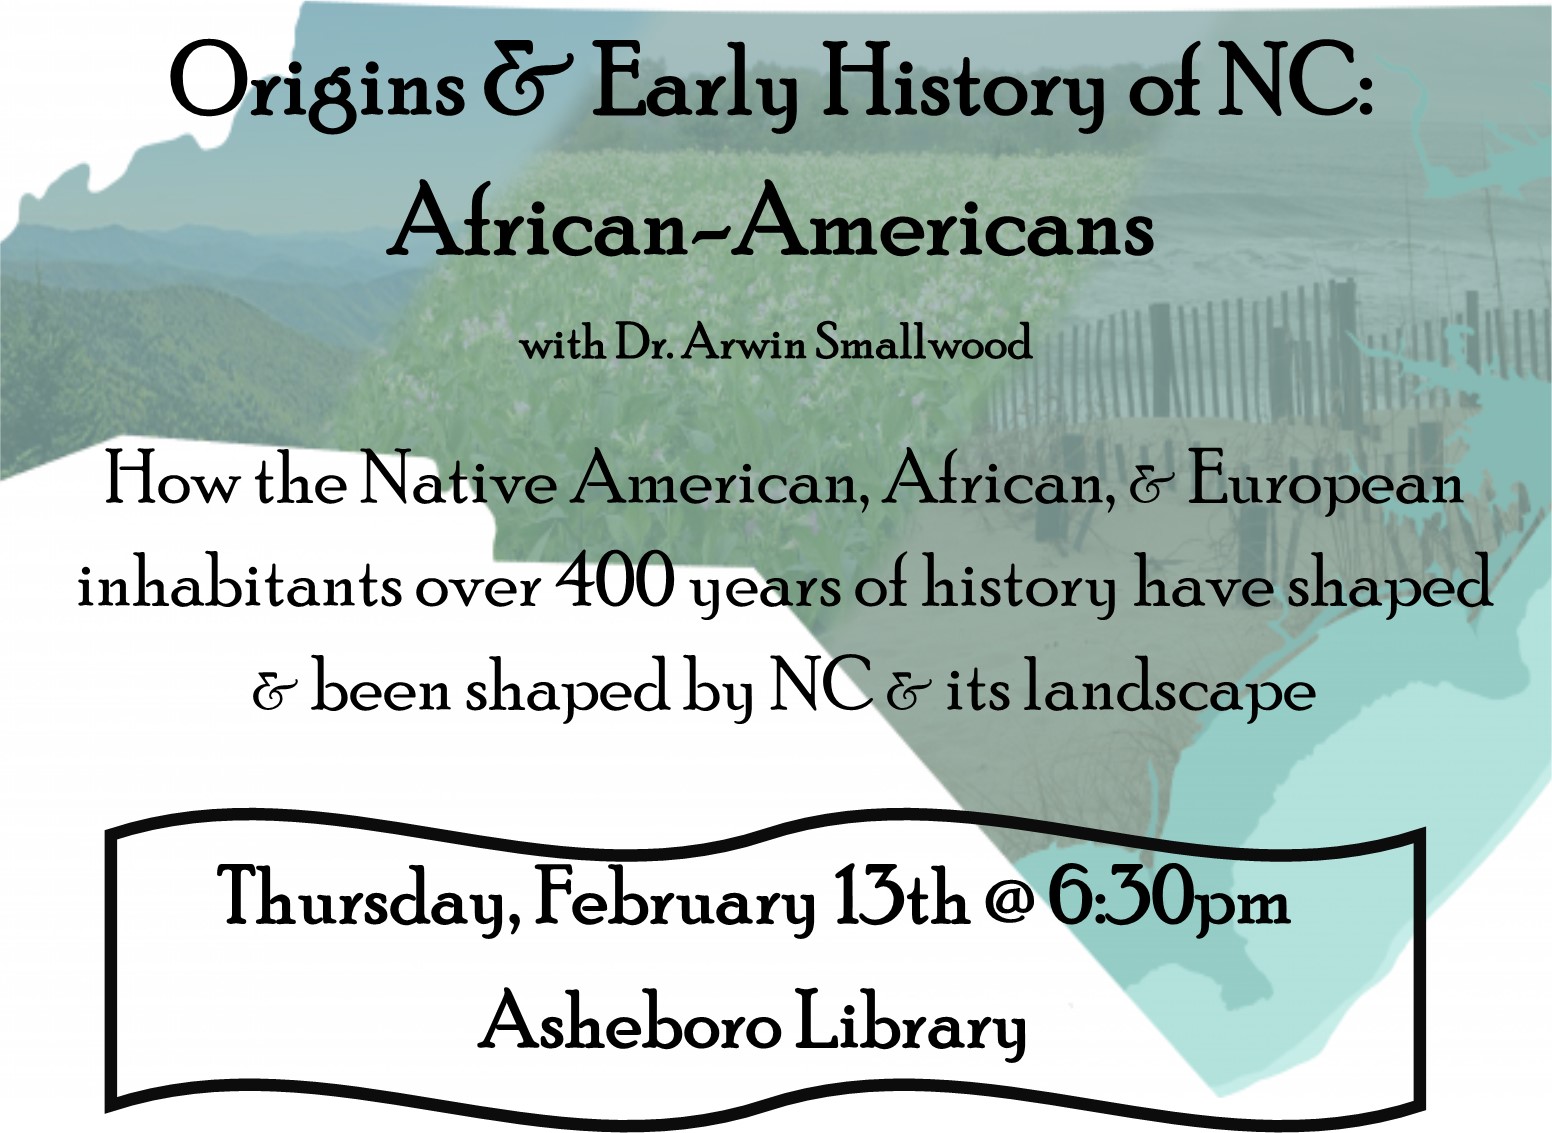 Origins & Early History of NC:
African-Americans
with Dr. Arwin Smallwood
How the Native American, African, & European
inhabitants over 400 years of history have shaped
& been shaped by NC & its landscape
Thursday, February 13th @ 6:30pm
Asheboro Library